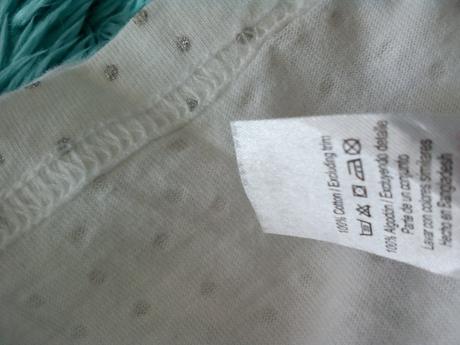 100% Cotton / Excluding trim
100% Algodón / Excluyendo detalle
Parte de un conjunto
Lavar con colores similares
Hecho en Bangladesh